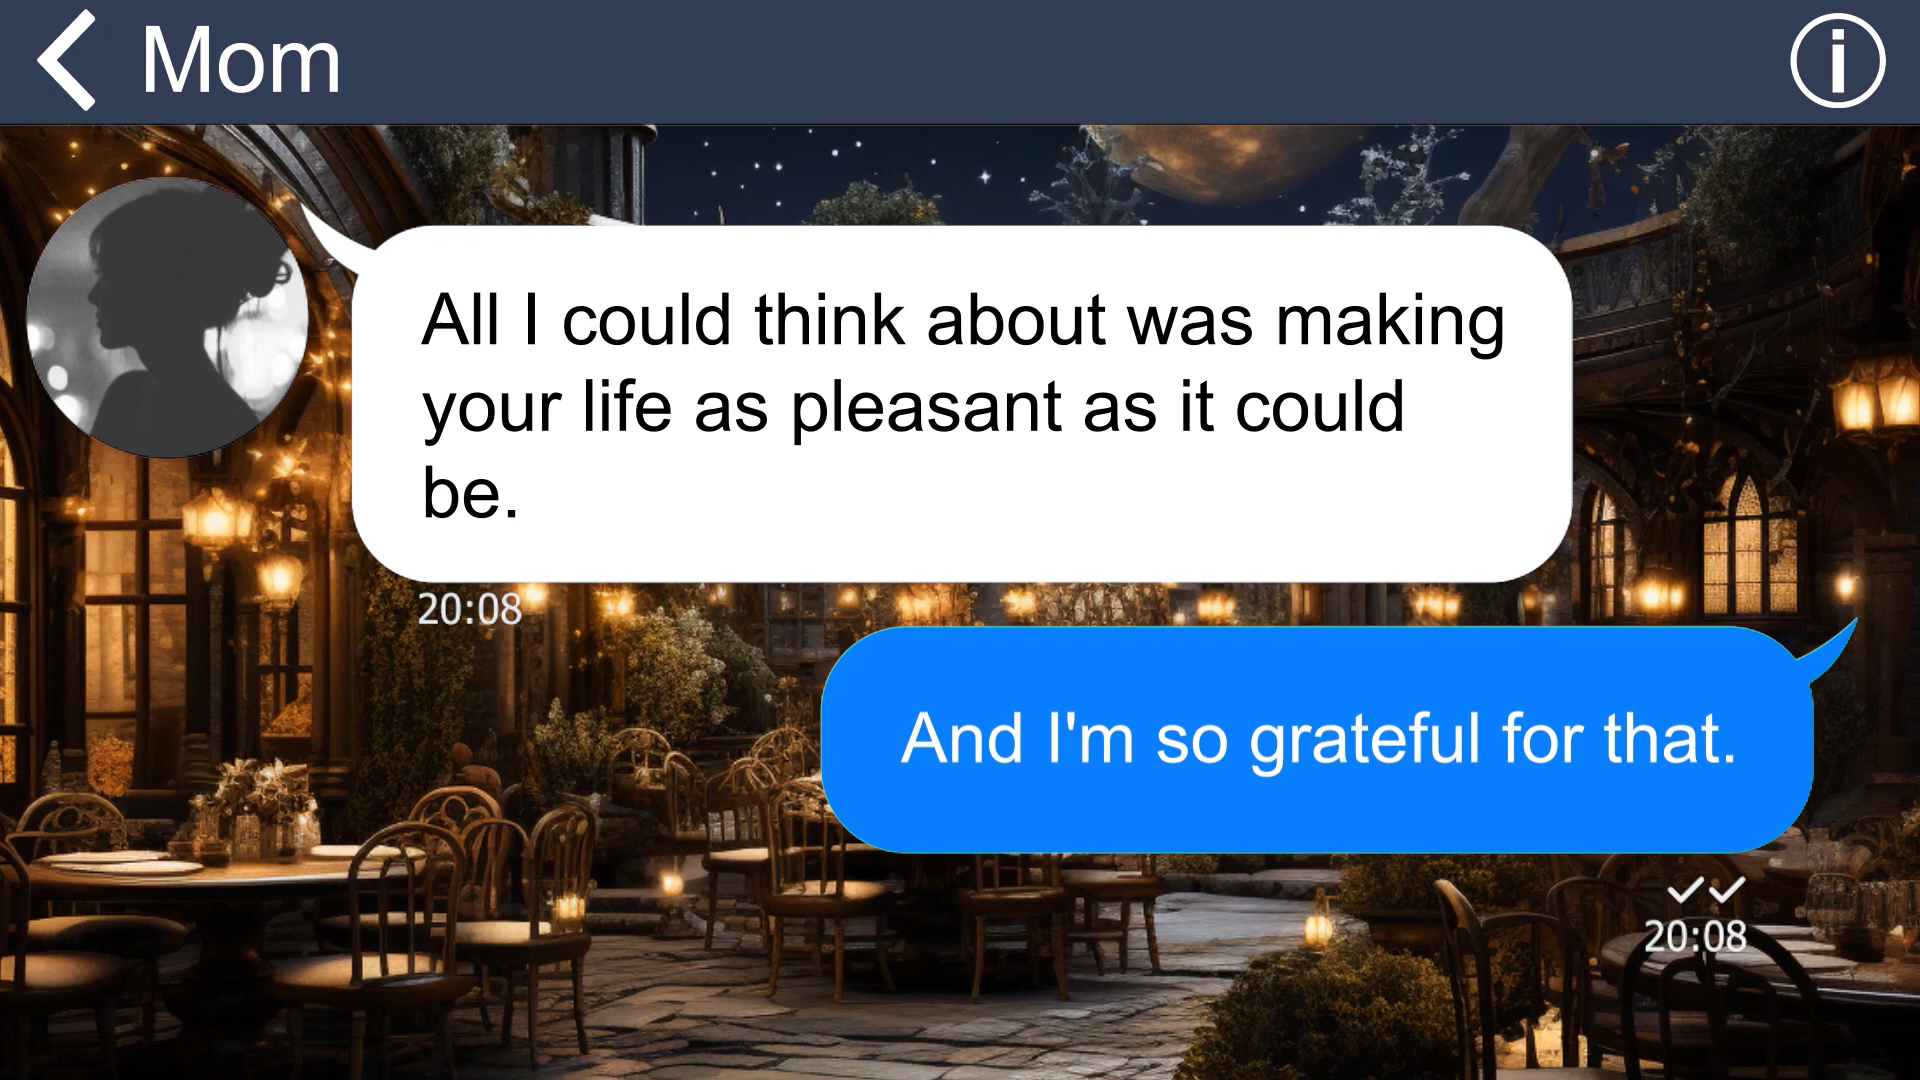 Mom
All I could think about was making
your life as pleasant as it could
be.
20:08
And I'm so grateful for that.
20:08